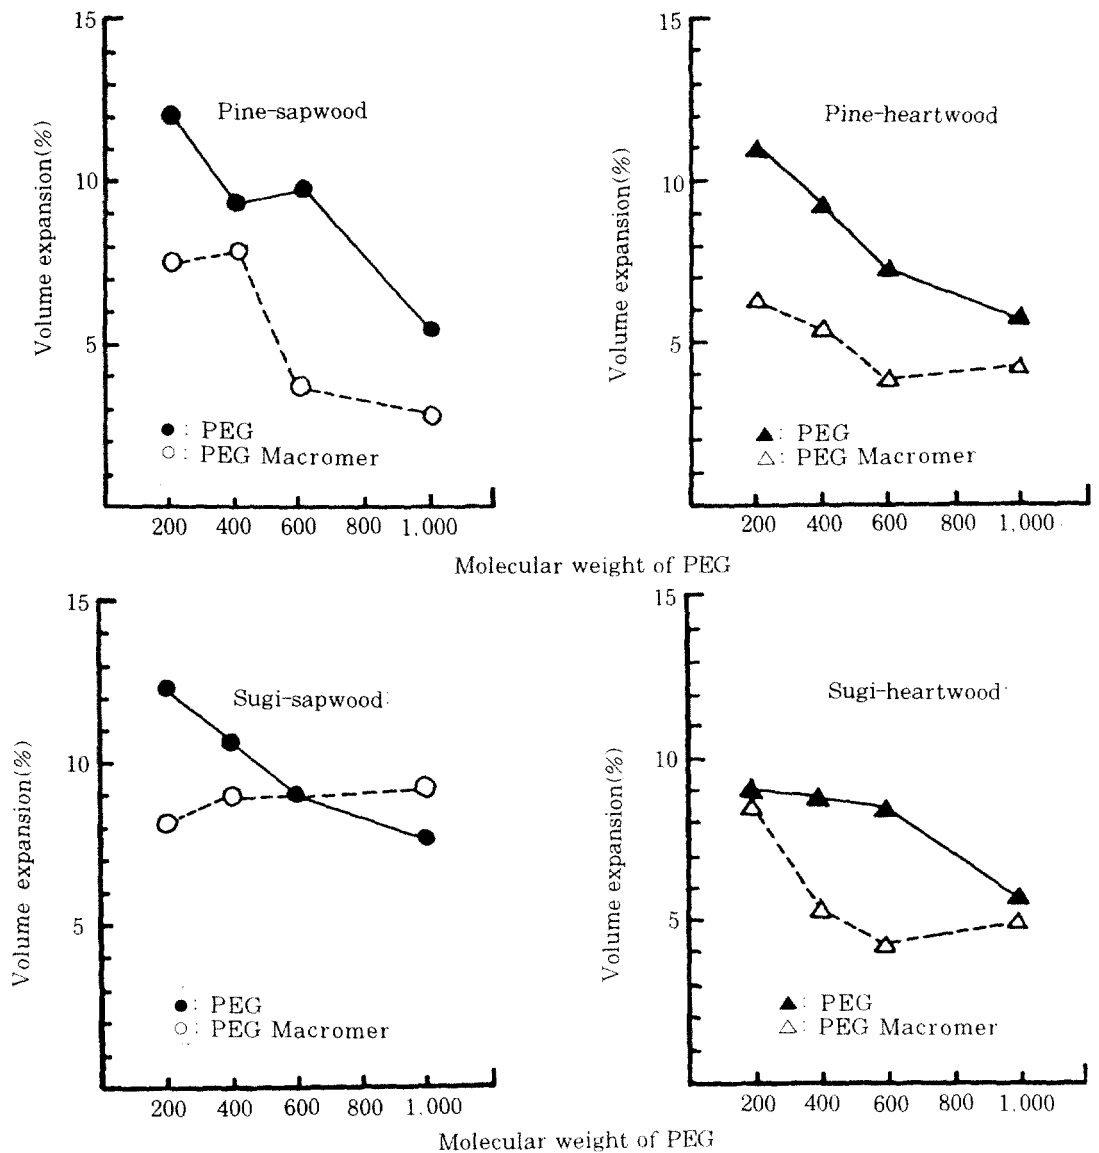 15
10
5
Volume expansion(%)
Pine-sapwood
●: PEG
○: PEG Macromer
200 400 600 800 1.000
15
10
5
Volume expansion(%)
Pine-heartwood
▲: PEG
△: PEG Macromer
200 400 600 800 1.000
Molecular weight of PEG
15
10
5
Volume expansion(%)
Sugi-sapwood
●: PEG
○: PEG Macromer
200 400 600 800 1.000
15
10
5
Volume expansion(%)
Sugi-heartwood
▲: PEG
△: PEG Macromer
200 400 600 800 1.000
Molecular weight of PEG